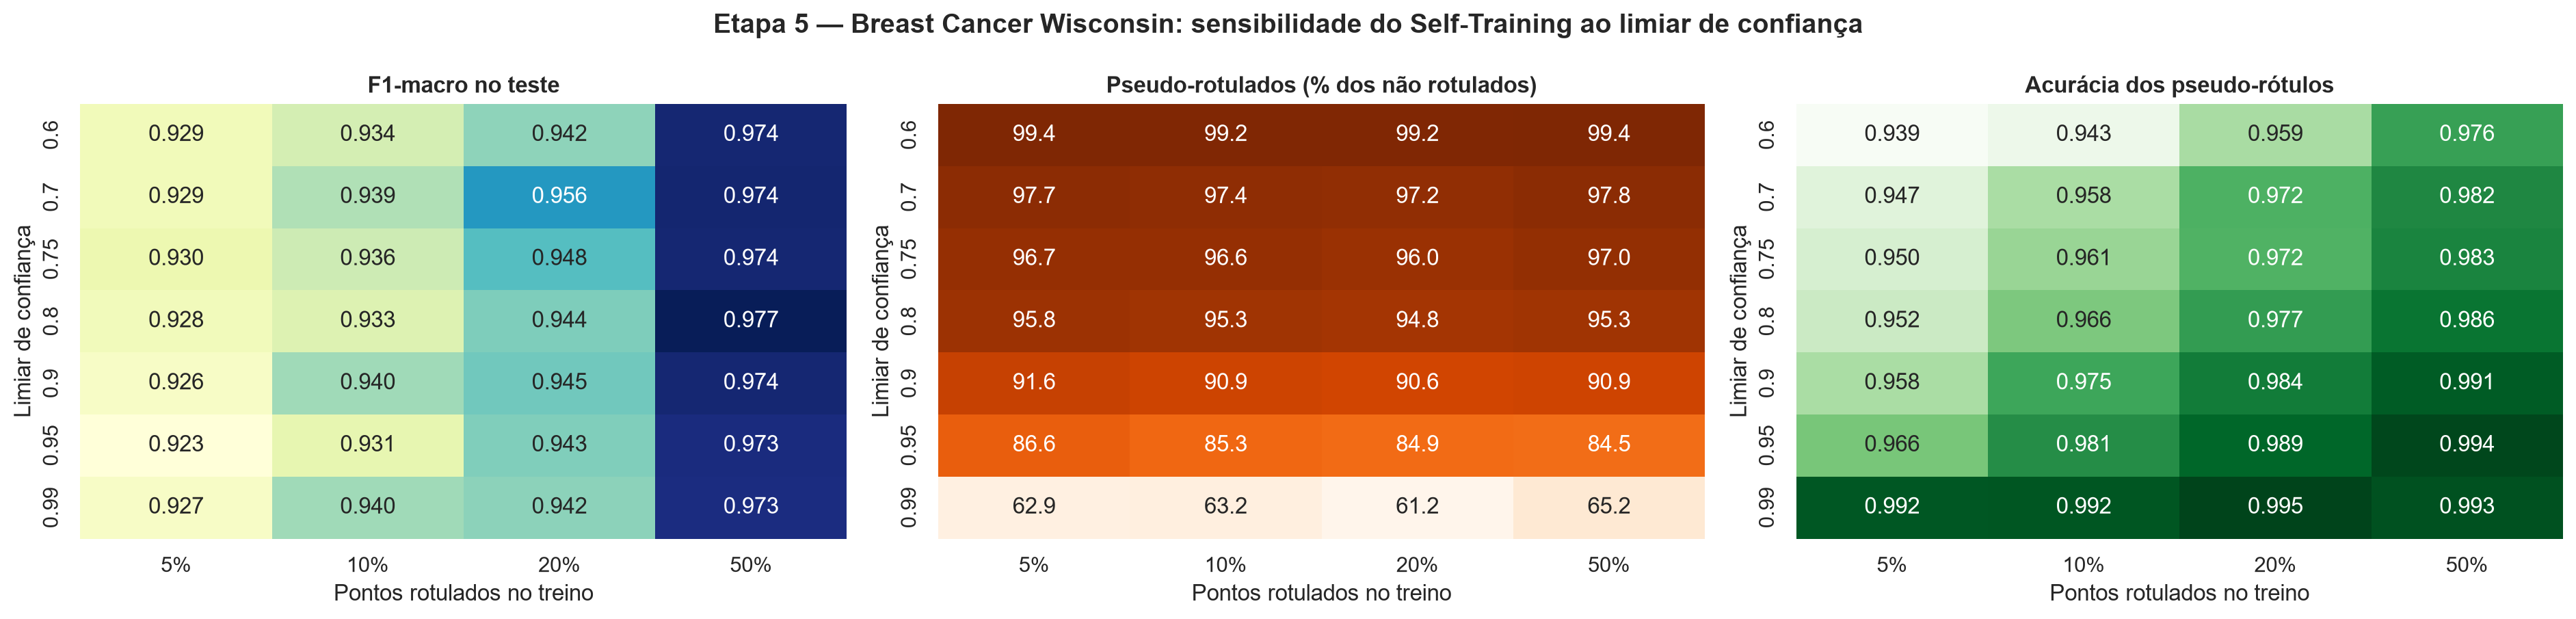 Etapa 5 — Breast Cancer Wisconsin: sensibilidade do Self-Training ao limiar de confiança
F1-macro no teste
Limiar de confiança
0.6 0.929 0.934 0.942 0.974
0.7 0.929 0.939 0.956 0.974
0.75 0.930 0.936 0.948 0.974
0.8 0.928 0.933 0.944 0.977
0.9 0.926 0.940 0.945 0.974
0.95 0.923 0.931 0.943 0.973
0.99 0.927 0.940 0.942 0.973
5% 10% 20% 50%
Pontos rotulados no treino
Pseudo-rotulados (% dos não rotulados)
Limiar de confiança
0.6 99.4 99.2 99.2 99.4
0.7 97.7 97.4 97.2 97.8
0.75 96.7 96.6 96.0 97.0
0.8 95.8 95.3 94.8 95.3
0.9 91.6 90.9 90.6 90.9
0.95 86.6 85.3 84.9 84.5
0.99 62.9 63.2 61.2 65.2
5% 10% 20% 50%
Pontos rotulados no treino
Acurácia dos pseudo-rótulos
Limiar de confiança
0.6 0.939 0.943 0.959 0.976
0.7 0.947 0.958 0.972 0.982
0.75 0.950 0.961 0.972 0.983
0.8 0.952 0.966 0.977 0.986
0.9 0.958 0.975 0.984 0.991
0.95 0.966 0.981 0.989 0.994
0.99 0.992 0.992 0.995 0.993
5% 10% 20% 50%
Pontos rotulados no treino